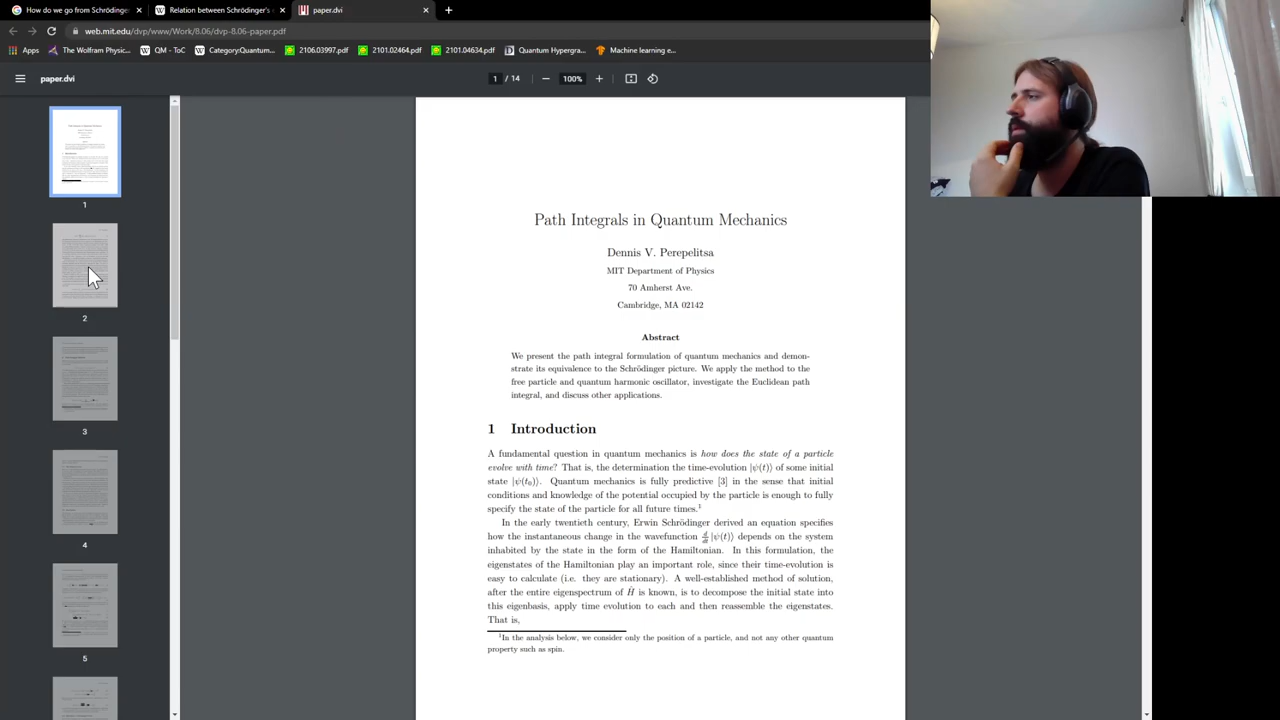 How do we go from Schrödinger
Relation between Schrödinger's e
paper.dvi
web.mit.edu/dvp/www/Work/8.06/dvp-8.06-paper.pdf
Apps
The Wolfram Physic...
QM - ToC
Category:Quantum...
2106.03997.pdf
2101.02464.pdf
2101.04634.pdf
Quantum Hypergra...
Machine learning e...
paper.dvi
1 / 14
100%
1
2
3
4
5
Path Integrals in Quantum Mechanics
Dennis V. Perepelitsa
MIT Department of Physics
70 Amherst Ave.
Cambridge, MA 02142
Abstract
We present the path integral formulation of quantum mechanics and demon-
strate its equivalence to the Schrödinger picture. We apply the method to the
free particle and quantum harmonic oscillator, investigate the Euclidean path
integral, and discuss other applications.
1 Introduction
A fundamental question in quantum mechanics is how does the state of a particle
evolve with time? That is, the determination the time-evolution |ψ(t)⟩ of some initial
state |ψ(t₀)⟩. Quantum mechanics is fully predictive [3] in the sense that initial
conditions and knowledge of the potential occupied by the particle is enough to fully
specify the state of the particle for all future times.¹
In the early twentieth century, Erwin Schrödinger derived an equation specifies
how the instantaneous change in the wavefunction d/dt |ψ(t)⟩ depends on the system
inhabited by the state in the form of the Hamiltonian. In this formulation, the
eigenstates of the Hamiltonian play an important role, since their time-evolution is
easy to calculate (i.e. they are stationary). A well-established method of solution,
after the entire eigenspectrum of Ĥ is known, is to decompose the initial state into
this eigenbasis, apply time evolution to each and then reassemble the eigenstates.
That is,
¹In the analysis below, we consider only the position of a particle, and not any other quantum
property such as spin.